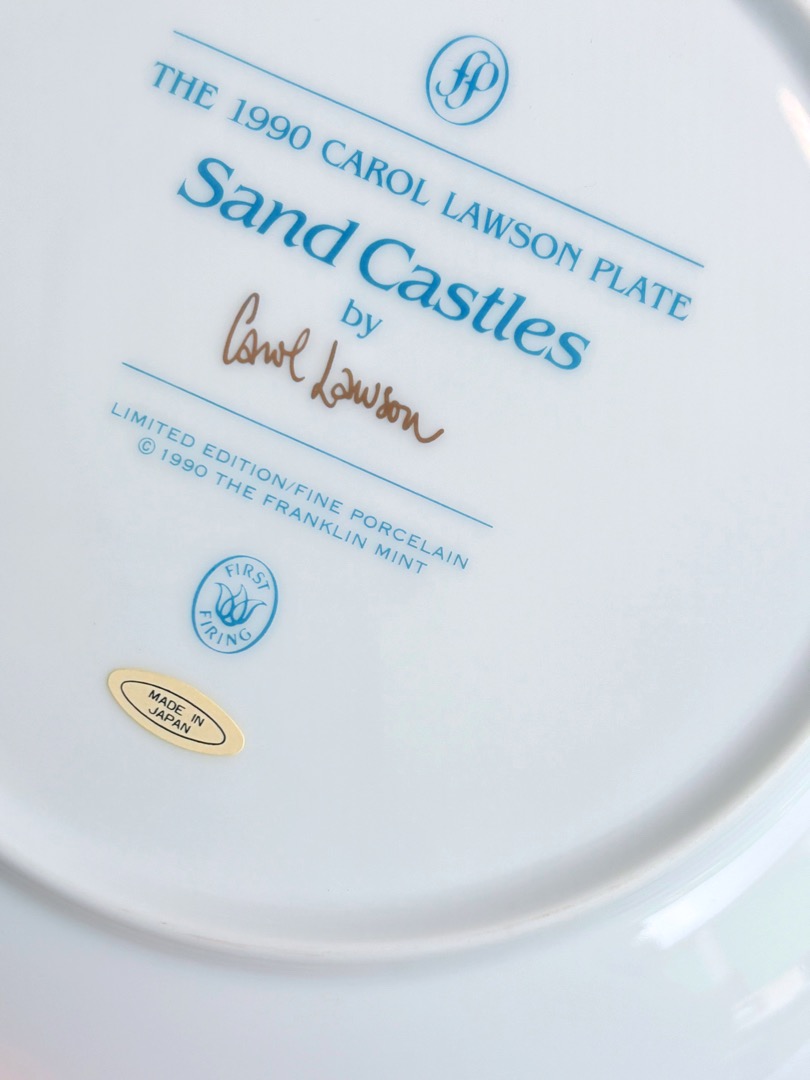 fp
THE 1990 CAROL LAWSON PLATE
Sand Castles
by
Carol Lawson
LIMITED EDITION/FINE PORCELAIN
© 1990 THE FRANKLIN MINT
FIRST
FIRING
MADE IN
JAPAN